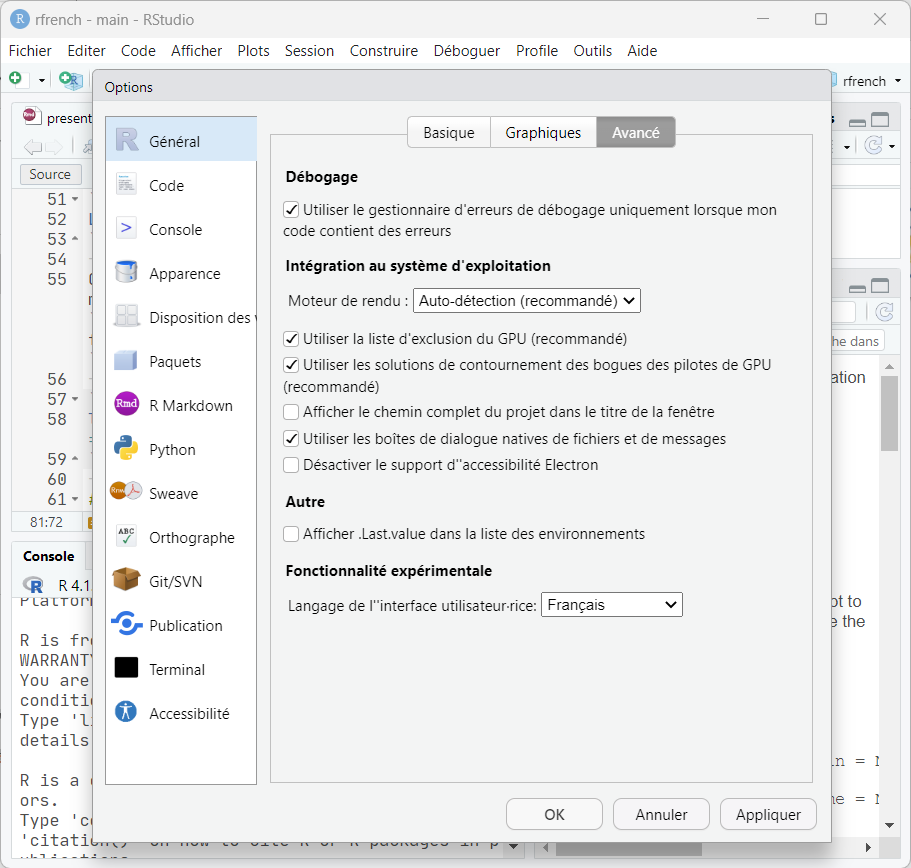 rfrench - main - RStudio
Fichier Editer Code Afficher Plots Session Construire Déboguer Profile Outils Aide
rfrench
Options
present
Source
51
52
53
54
55
56
57
58
59
60
61
81:72
Console
R 4.1.
Platform
R is fre
WARRANTY
You are
conditio
Type 'li
details
R is a c
ors.
Type 'co
'citation()' on how to cite R or R packages in p
ublications
Général
Code
Console
Apparence
Disposition des
Paquets
R Markdown
Python
Sweave
Orthographe
Git/SVN
Publication
Terminal
Accessibilité
Basique Graphiques Avancé
Débogage
Utiliser le gestionnaire d'erreurs de débogage uniquement lorsque mon
code contient des erreurs
Intégration au système d'exploitation
Moteur de rendu : Auto-détection (recommandé)
Utiliser la liste d'exclusion du GPU (recommandé)
Utiliser les solutions de contournement des bogues des pilotes de GPU
(recommandé)
Afficher le chemin complet du projet dans le titre de la fenêtre
Utiliser les boîtes de dialogue natives de fichiers et de messages
Désactiver le support d''accessibilité Electron
Autre
Afficher .Last.value dans la liste des environnements
Fonctionnalité expérimentale
Langage de l''interface utilisateur·rice: Français
OK Annuler Appliquer
he dans
ation
ot to
e the